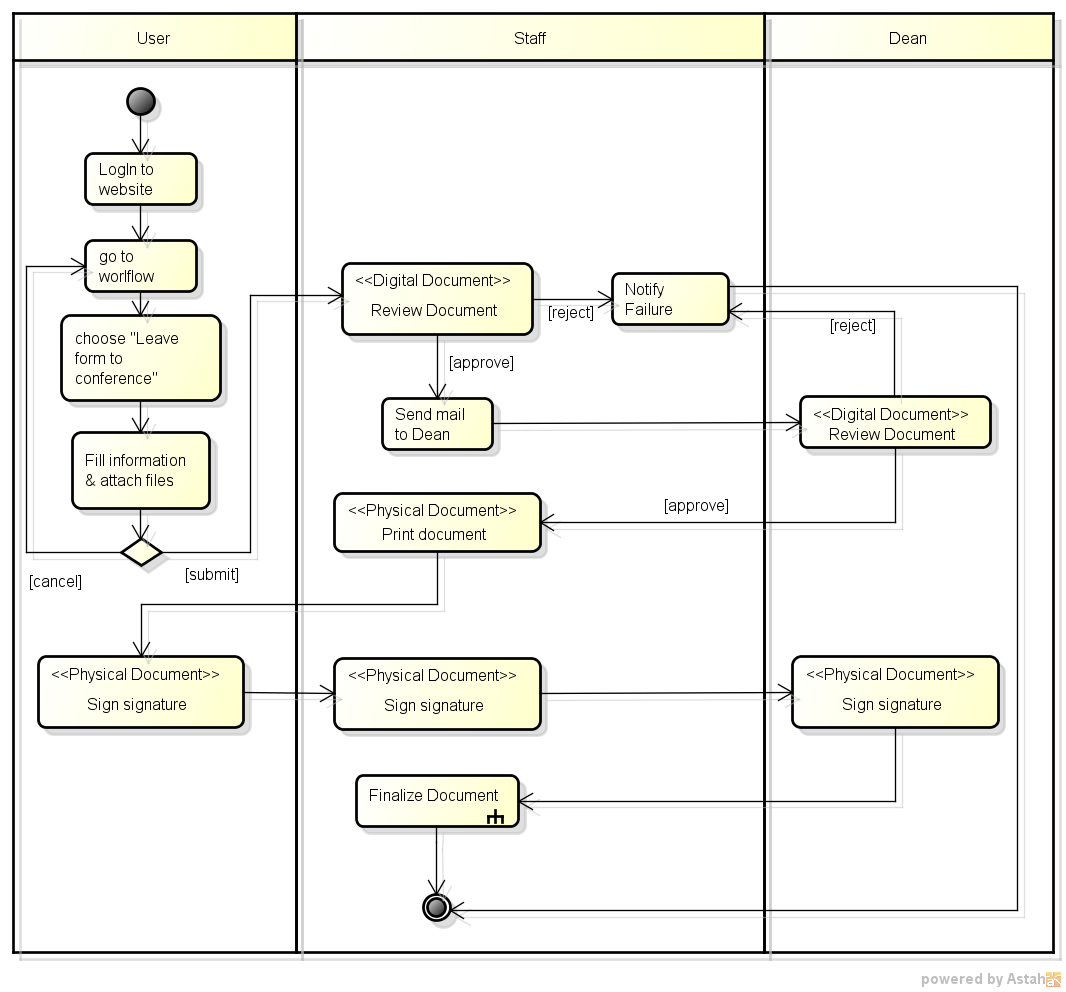 User
Staff
Dean
LogIn to
website
go to
worlflow
choose "Leave
form to
conference"
Fill information
& attach files
[cancel]
[submit]
<<Digital Document>>
Review Document
[reject]
Notify
Failure
[approve]
Send mail
to Dean
[reject]
<<Digital Document>>
Review Document
[approve]
<<Physical Document>>
Print document
<<Physical Document>>
Sign signature
<<Physical Document>>
Sign signature
<<Physical Document>>
Sign signature
Finalize Document
powered by Astah